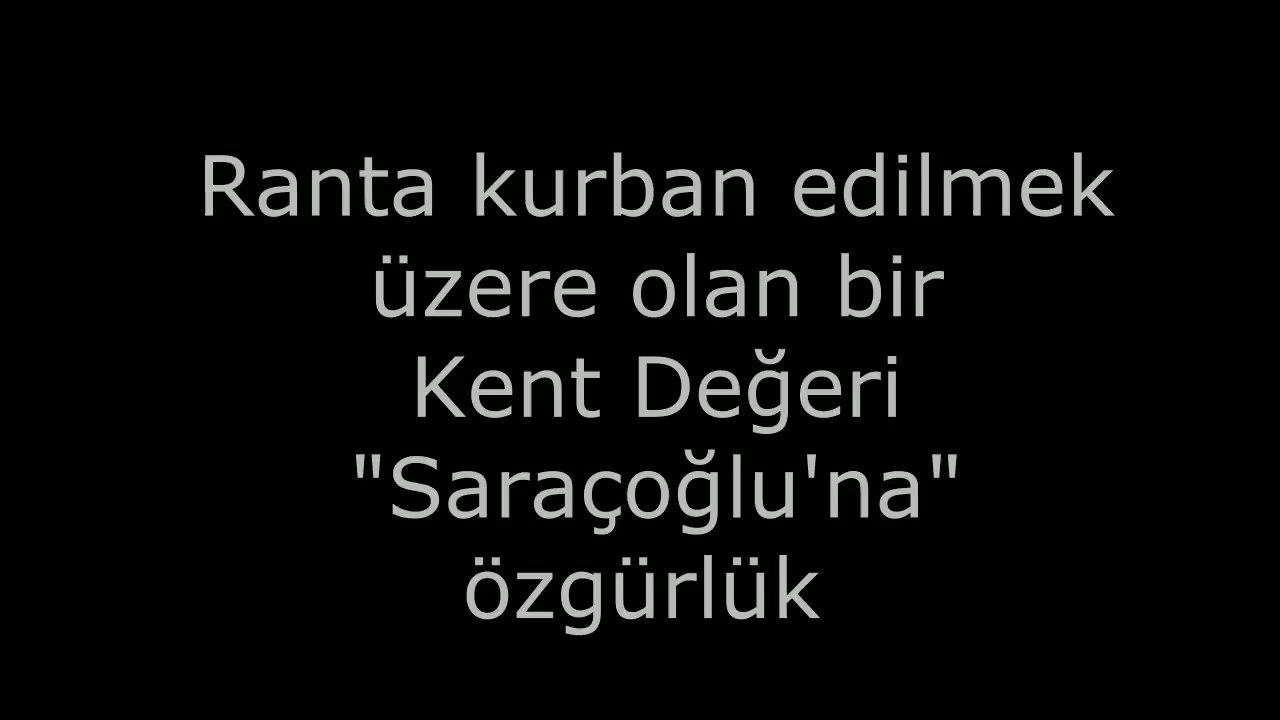 Ranta kurban edilmek
üzere olan bir
Kent Değeri
"Saraçoğlu'na"
özgürlük